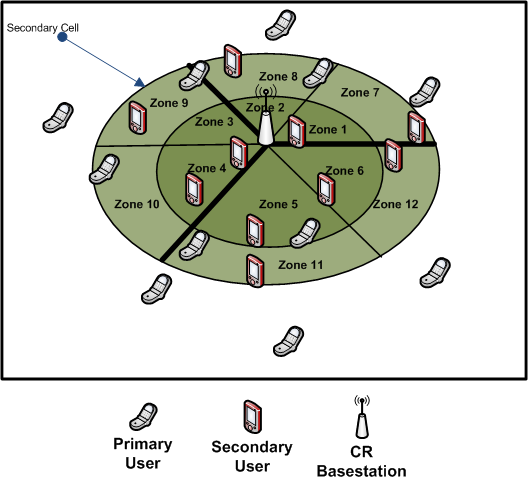 Secondary Cell
Zone 8
Zone 7
Zone 9
Zone 2
Zone 3
Zone 1
Zone 4
Zone 6
Zone 10
Zone 5
Zone 12
Zone 11
Primary
User
Secondary
User
CR
Basestation